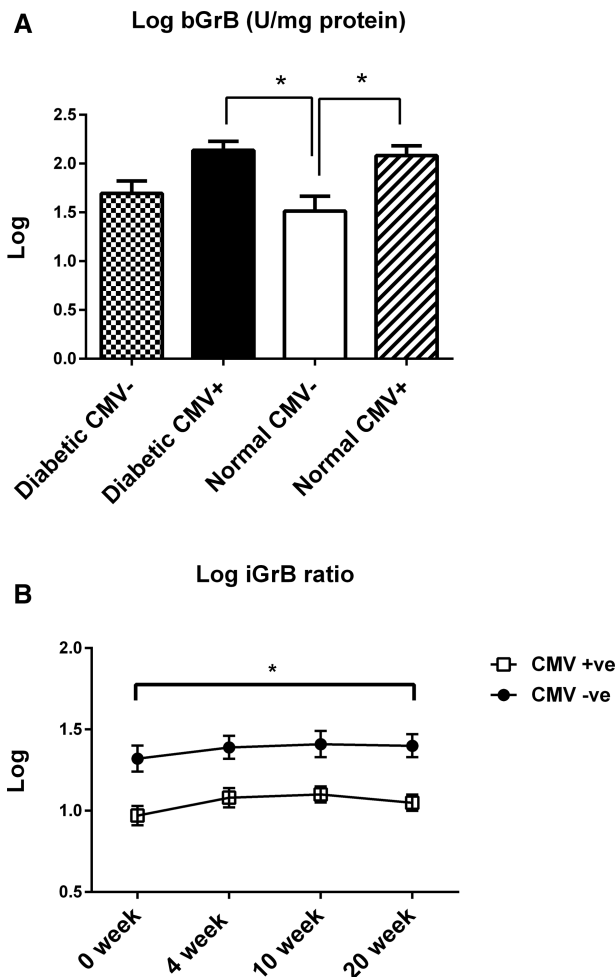 A
Log bGrB (U/mg protein)
*
*
2.5
2.0
1.5
1.0
0.5
0.0
Log
Diabetic CMV-
Diabetic CMV+
Normal CMV-
Normal CMV+
B
Log iGrB ratio
2.0
1.5
1.0
0.5
Log
*
CMV +ve
CMV -ve
0 week
4 week
10 week
20 week